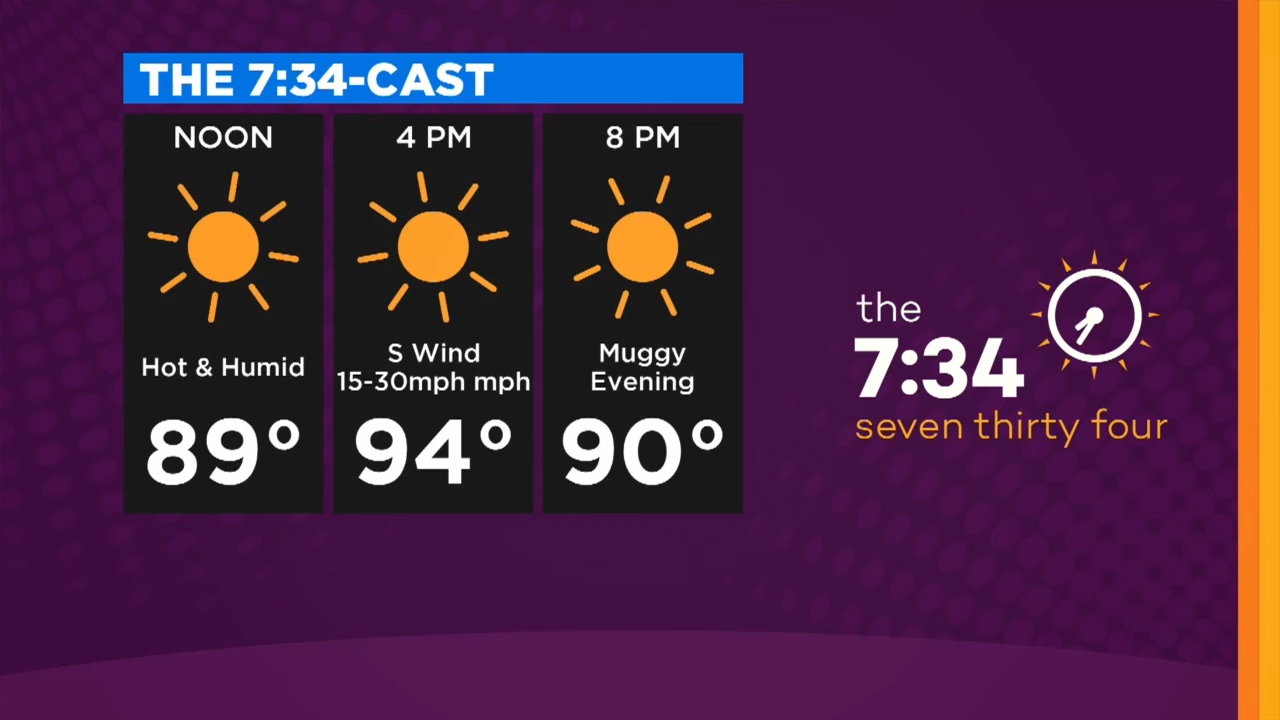 THE 7:34-CAST
NOON
Hot & Humid
89°
4 PM
S Wind
15-30mph mph
94°
8 PM
Muggy
Evening
90°
the
7:34
seven thirty four